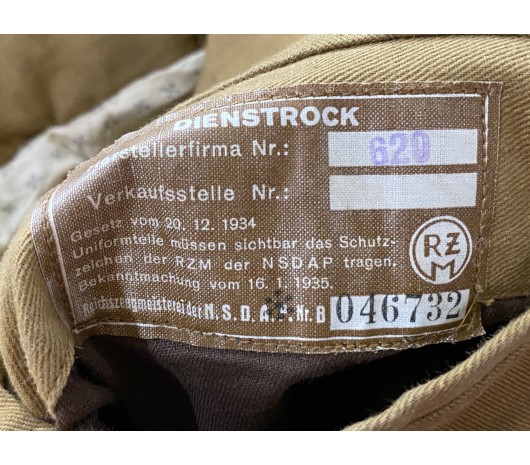 DIENSTROCK
Herstellerfirma Nr.: 620
Verkaufsstelle Nr.:
Gesetz vom 20. 12. 1934
Uniformteile müssen sichtbar das Schutz-
zeichen der RZM der NSDAP tragen.
Bekanntmachung vom 16. 1. 1935.
RZM
Reichszeugmeisterei der N.S.D.A.P. Nr. B 046732